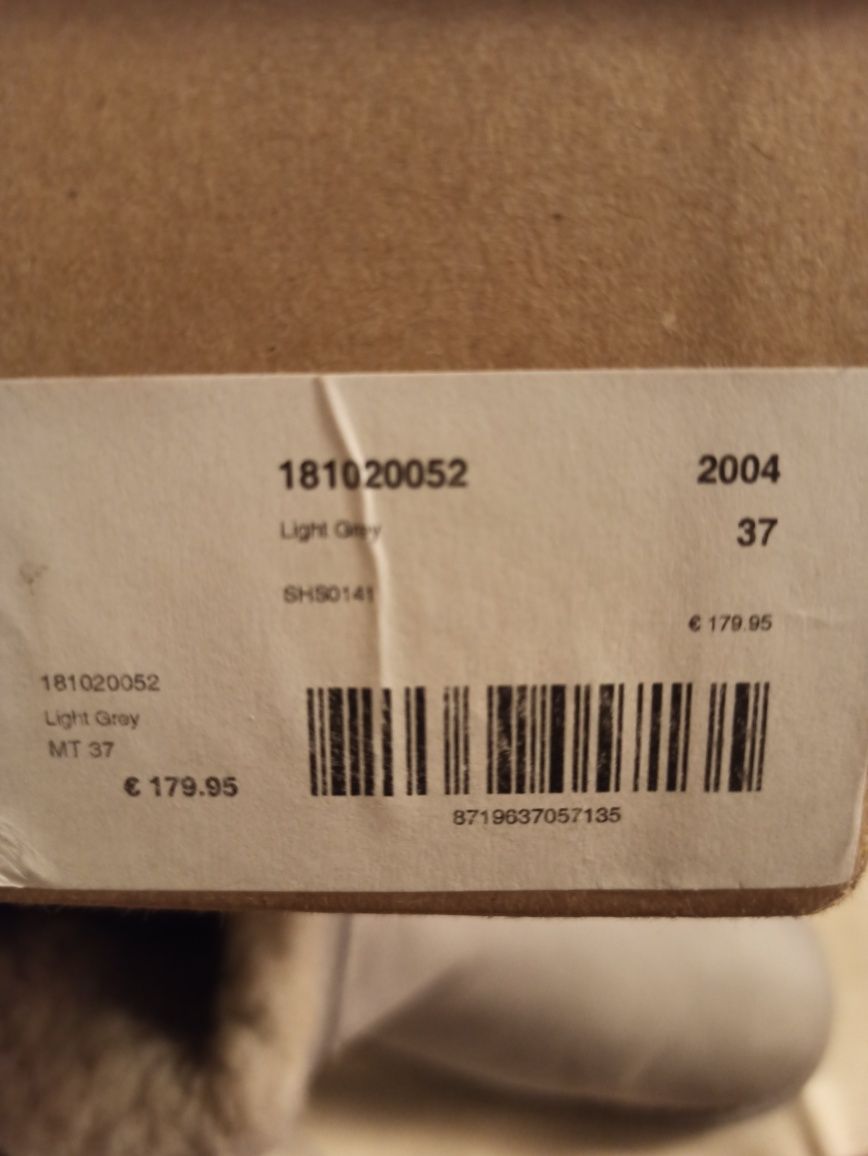 181020052 2004
Light Grey 37
SHS0141
€ 179.95
181020052
Light Grey
MT 37
€ 179.95
8719637057135